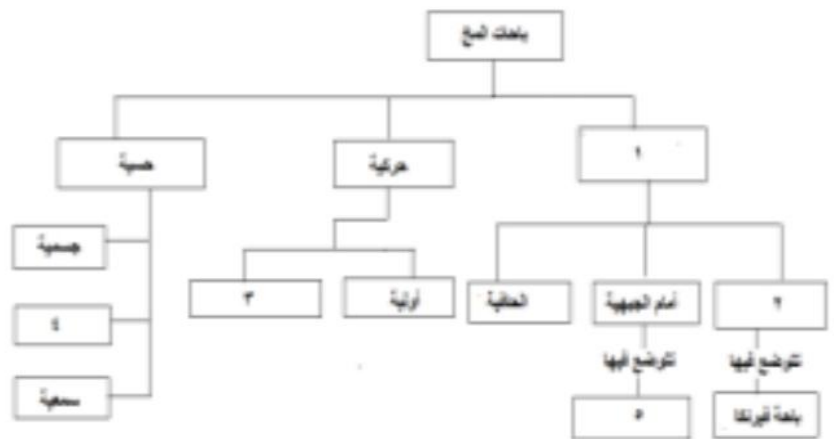 باحات المخ
١
حركية
حسية
جسمية
٤
سمعية
٣
أولية
الحافية
أمام الجبهية
٢
تتوضع فيها
تتوضع فيها
٥
باحة فيرنكا